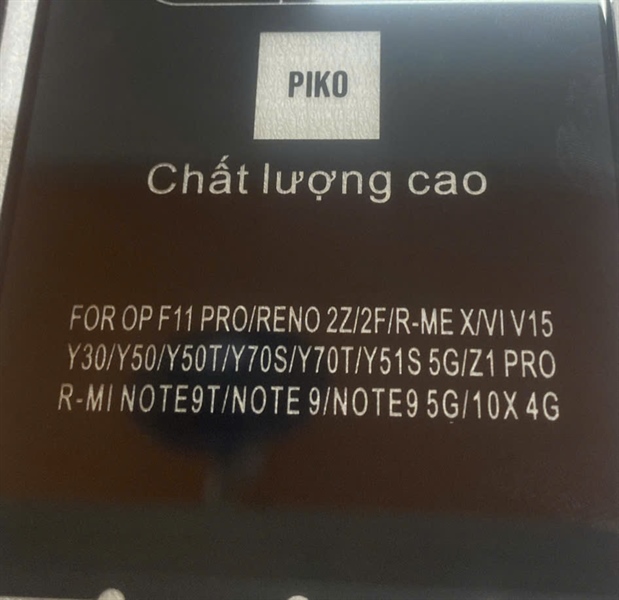 PIKO
Chất lượng cao
FOR OP F11 PRO/RENO 2Z/2F/R-ME X/VI V15
Y30/Y50/Y50T/Y70S/Y70T/Y51S 5G/Z1 PRO
R-MI NOTE9T/NOTE 9/NOTE9 5G/10X 4G